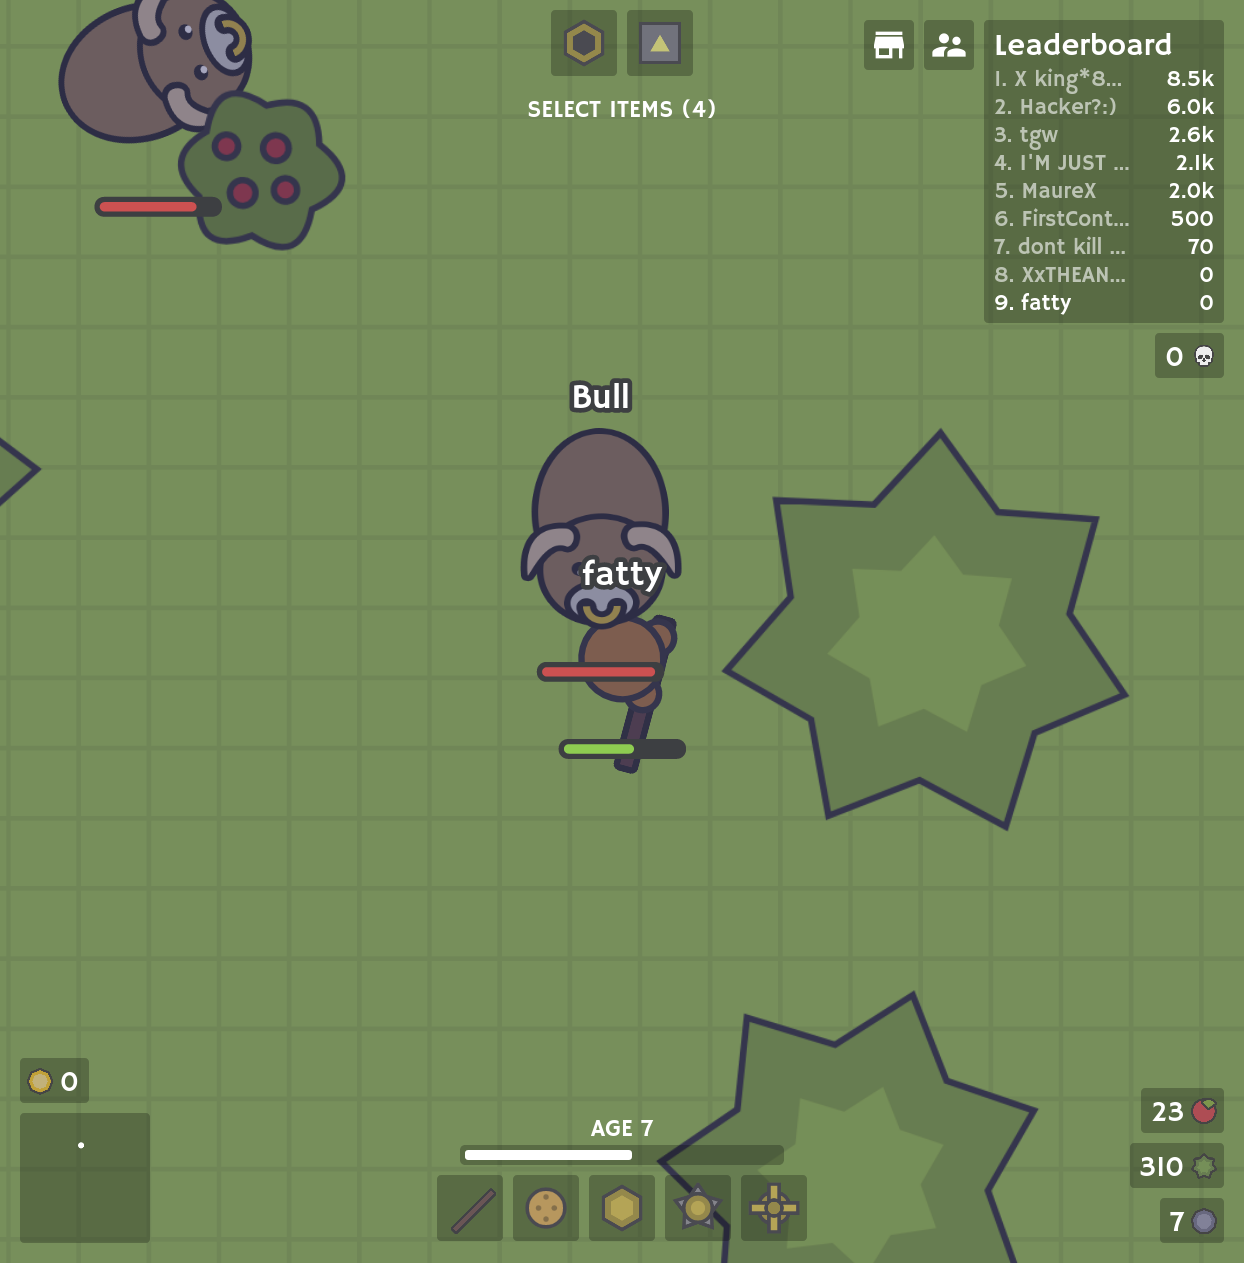 SELECT ITEMS (4)
Leaderboard
1. X king*8... 8.5k
2. Hacker?:) 6.0k
3. tgw 2.6k
4. I'M JUST ... 2.1k
5. MaureX 2.0k
6. FirstCont... 500
7. dont kill ... 70
8. XxTHEAN... 0
9. fatty 0
0
Bull
fatty
0
AGE 7
23
310
7